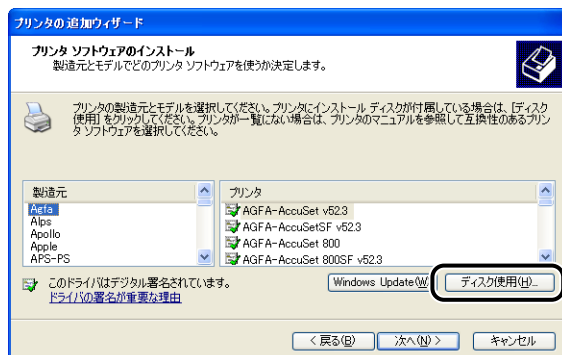 プリンタの追加ウィザード
プリンタ ソフトウェアのインストール
製造元とモデルでどのプリンタ ソフトウェアを使うか決定します。
プリンタの製造元とモデルを選択してください。プリンタにインストール ディスクが付属している場合は、[ディスク
使用] をクリックしてください。プリンタが一覧にない場合は、プリンタのマニュアルを参照して互換性のあるプリン
タ ソフトウェアを選択してください。
製造元
Agfa
Alps
Apollo
Apple
APS-PS
プリンタ
AGFA-AccuSet v52.3
AGFA-AccuSetSF v52.3
AGFA-AccuSet 800
AGFA-AccuSet 800SF v52.3
このドライバはデジタル署名されています。
ドライバの署名が重要な理由
Windows Update(W)
ディスク使用(H)...
< 戻る(B)
次へ(N) >
キャンセル